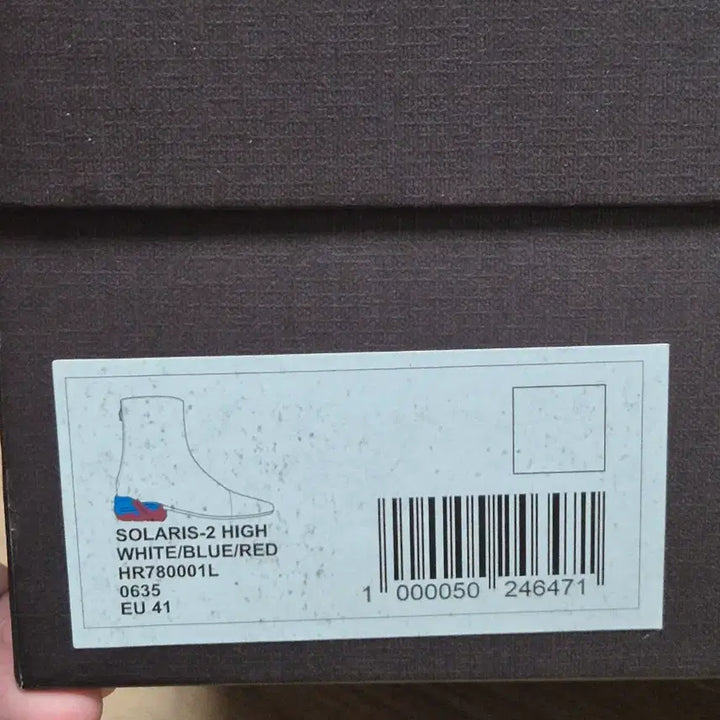 SOLARIS-2 HIGH
WHITE/BLUE/RED
HR780001L
0635
EU 41
1 000050 246471